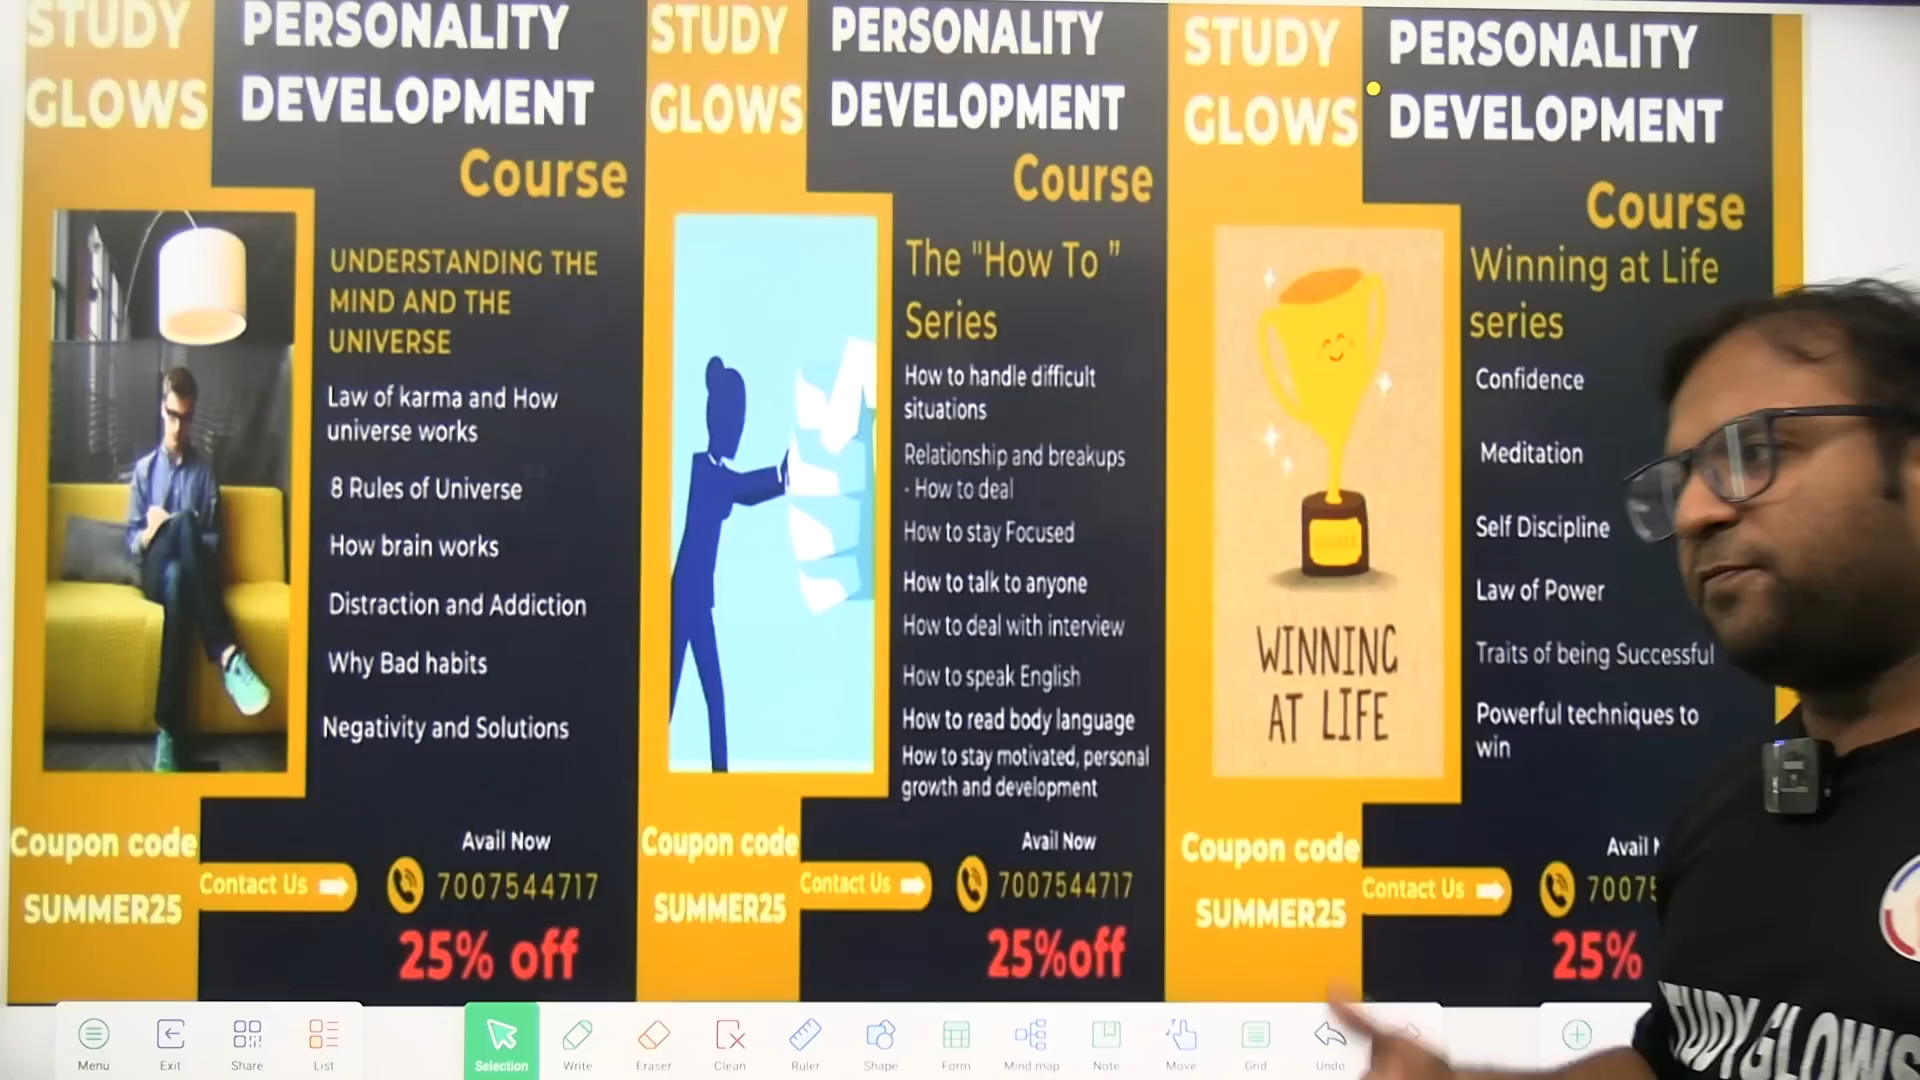 STUDY
GLOWS
PERSONALITY
DEVELOPMENT
Course
UNDERSTANDING THE
MIND AND THE
UNIVERSE
Law of karma and How
universe works
8 Rules of Universe
How brain works
Distraction and Addiction
Why Bad habits
Negativity and Solutions
Coupon code
SUMMER25
Contact Us
Avail Now
7007544717
25% off
STUDY
GLOWS
PERSONALITY
DEVELOPMENT
Course
The "How To ”
Series
How to handle difficult
situations
Relationship and breakups
- How to deal
How to stay Focused
How to talk to anyone
How to deal with interview
How to speak English
How to read body language
How to stay motivated, personal
growth and development
Coupon code
SUMMER25
Contact Us
Avail Now
7007544717
25%off
STUDY
GLOWS
PERSONALITY
DEVELOPMENT
Course
Winning at Life
series
Confidence
Meditation
Self Discipline
Law of Power
Traits of being Successful
Powerful techniques to
win
WINNING
AT LIFE
Coupon code
SUMMER25
Contact Us
Avail
7007
25%
STUDY GLOWS
Menu
Exit
Share
List
Selection
Write
Eraser
Clean
Ruler
Shape
Form
Mind map
Note
Move
Grid
Undo